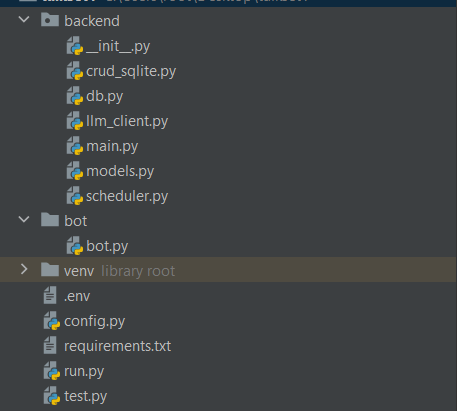 backend
__init__.py
crud_sqlite.py
db.py
llm_client.py
main.py
models.py
scheduler.py
bot
bot.py
venv library root
.env
config.py
requirements.txt
run.py
test.py